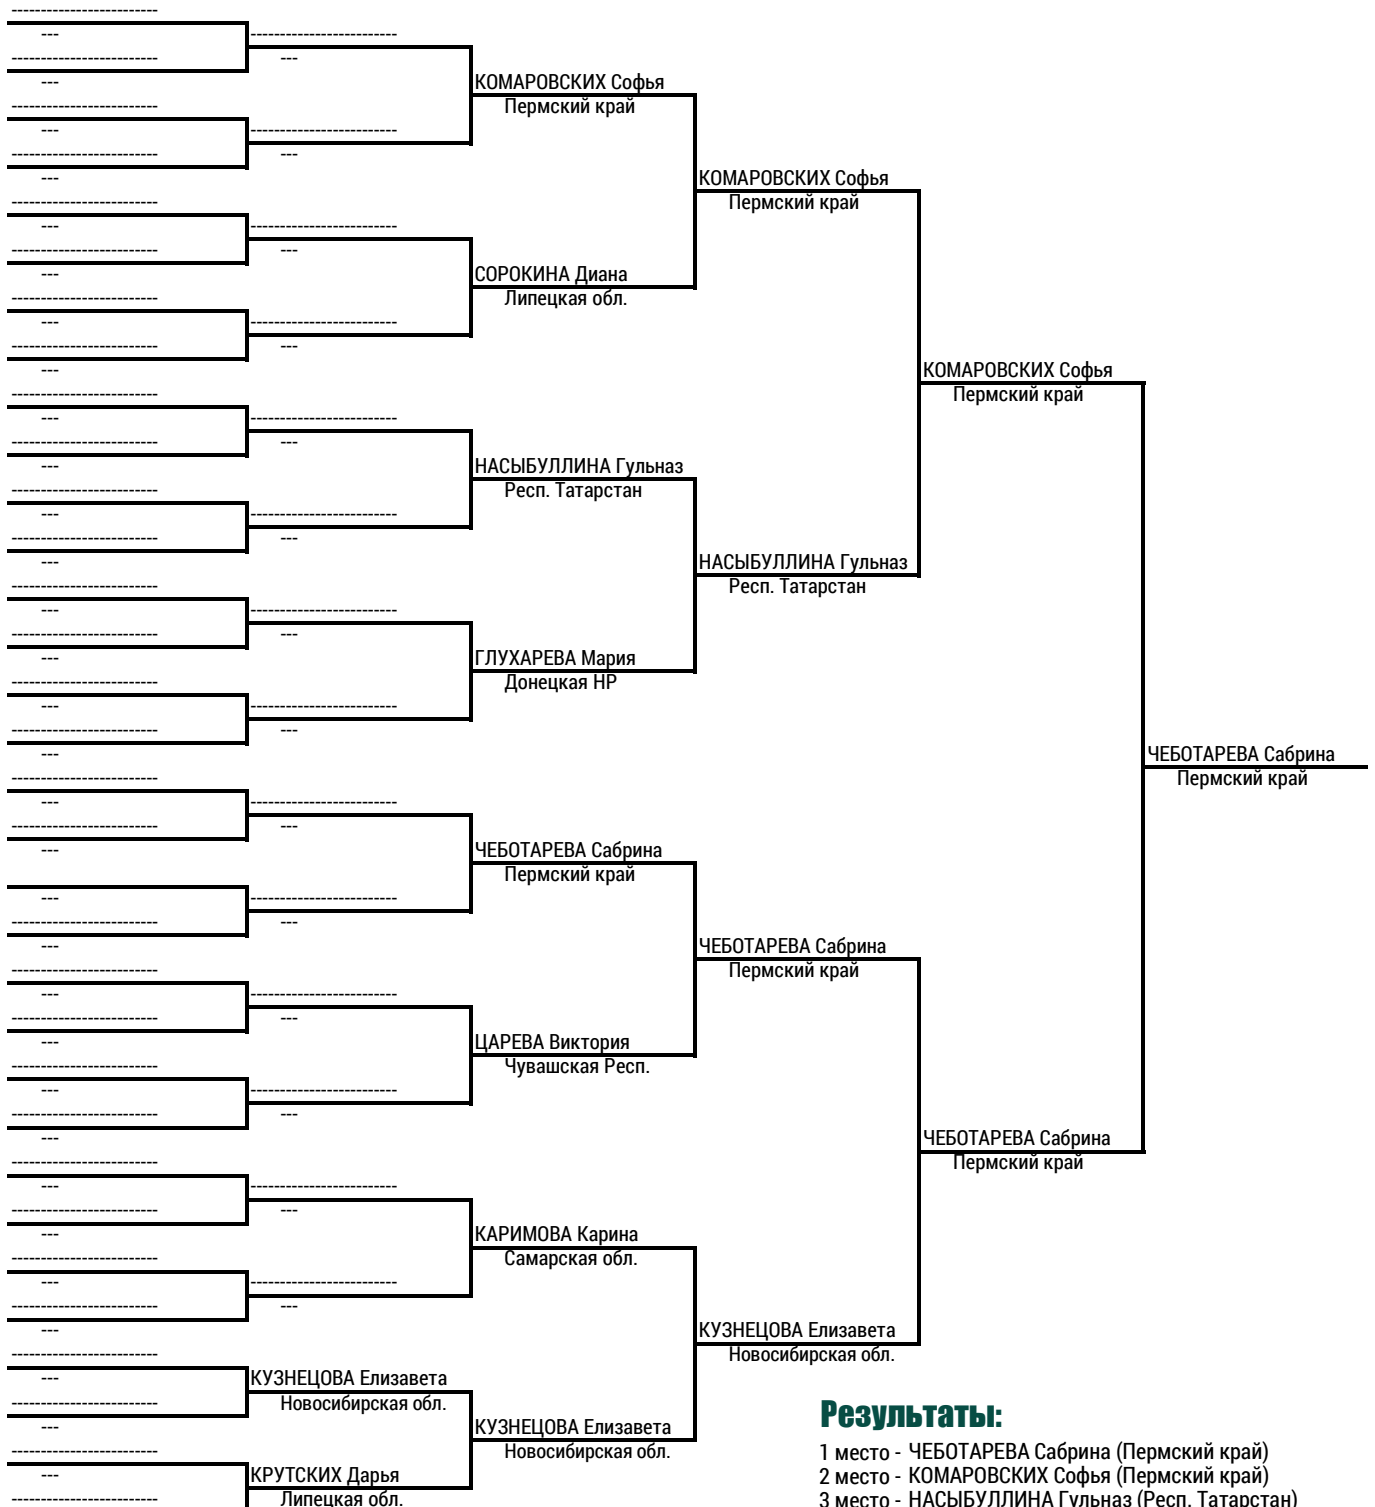 -------------------------
---
-------------------------
---
-------------------------
---
-------------------------
---
-------------------------
---
-------------------------
---
-------------------------
---
-------------------------
---
-------------------------
---
-------------------------
---
-------------------------
---
-------------------------
---
-------------------------
---
-------------------------
---
-------------------------
---
-------------------------
---
-------------------------
---
-------------------------
---
---
-------------------------
---
-------------------------
---
-------------------------
---
-------------------------
---
-------------------------
---
-------------------------
---
-------------------------
---
-------------------------
---
-------------------------
---
-------------------------
---
-------------------------
---
-------------------------
---
-------------------------
-------------------------
---
-------------------------
---
-------------------------
---
-------------------------
---
-------------------------
---
-------------------------
---
-------------------------
---
-------------------------
---
-------------------------
---
-------------------------
---
-------------------------
---
-------------------------
---
-------------------------
---
-------------------------
---
КУЗНЕЦОВА Елизавета
Новосибирская обл.
КРУТСКИХ Дарья
Липецкая обл.
КОМАРОВСКИХ Софья
Пермский край
СОРОКИНА Диана
Липецкая обл.
НАСЫБУЛЛИНА Гульназ
Респ. Татарстан
ГЛУХАРЕВА Мария
Донецкая НР
ЧЕБОТАРЕВА Сабрина
Пермский край
ЦАРЕВА Виктория
Чувашская Респ.
КАРИМОВА Карина
Самарская обл.
КУЗНЕЦОВА Елизавета
Новосибирская обл.
КОМАРОВСКИХ Софья
Пермский край
НАСЫБУЛЛИНА Гульназ
Респ. Татарстан
ЧЕБОТАРЕВА Сабрина
Пермский край
КУЗНЕЦОВА Елизавета
Новосибирская обл.
КОМАРОВСКИХ Софья
Пермский край
ЧЕБОТАРЕВА Сабрина
Пермский край
ЧЕБОТАРЕВА Сабрина
Пермский край
Результаты:
1 место - ЧЕБОТАРЕВА Сабрина (Пермский край)
2 место - КОМАРОВСКИХ Софья (Пермский край)
3 место - НАСЫБУЛЛИНА Гульназ (Респ. Татарстан)